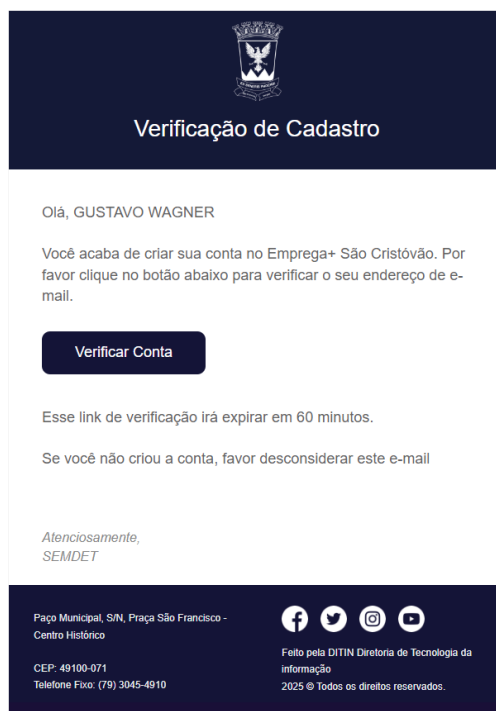 Verificação de Cadastro
Olá, GUSTAVO WAGNER
Você acaba de criar sua conta no Emprega+ São Cristóvão. Por
favor clique no botão abaixo para verificar o seu endereço de e-
mail.
Verificar Conta
Esse link de verificação irá expirar em 60 minutos.
Se você não criou a conta, favor desconsiderar este e-mail
Atenciosamente,
SEMDET
Paço Municipal, S/N, Praça São Francisco -
Centro Histórico
CEP: 49100-071
Telefone Fixo: (79) 3045-4910
Feito pela DITIN Diretoria de Tecnologia da
informação
2025 © Todos os direitos reservados.